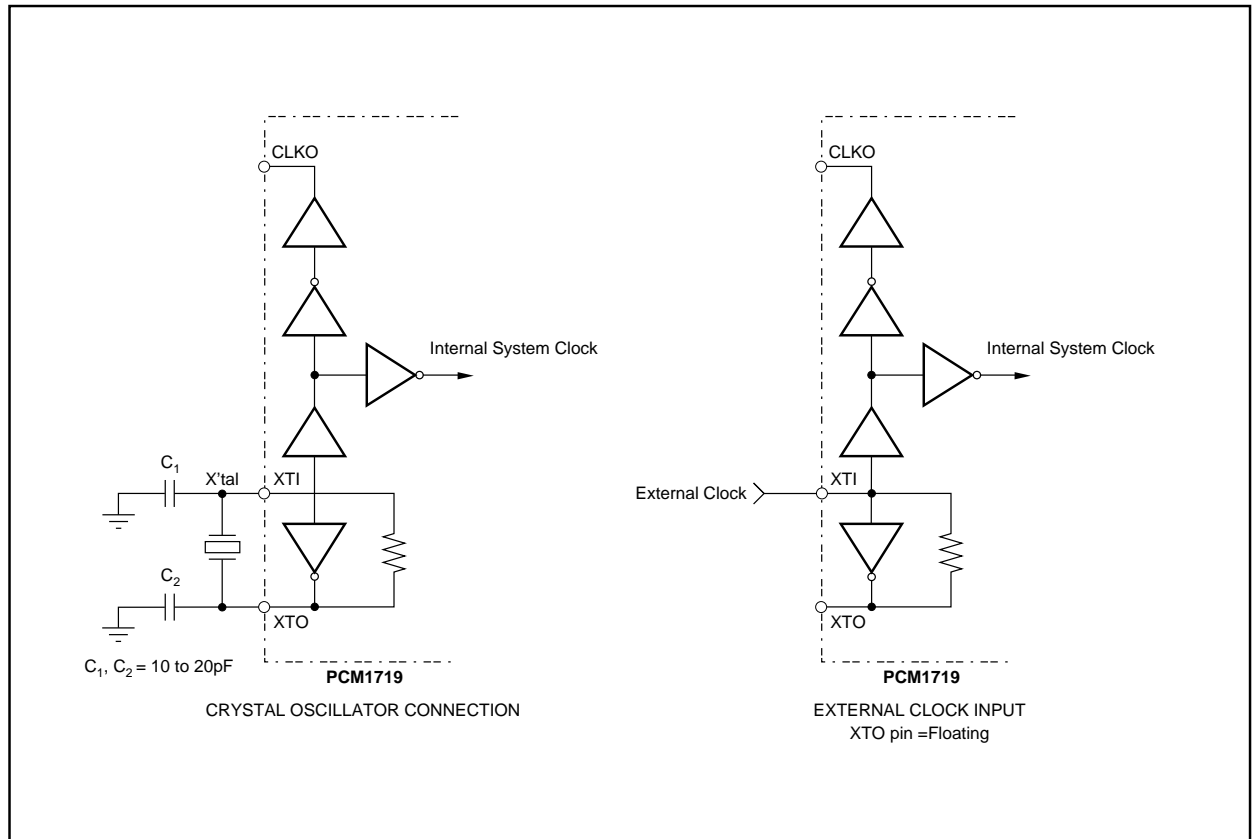 CLKO
Internal System Clock
C1
X'tal
XTI
C2
XTO
C1, C2 = 10 to 20pF
PCM1719
CRYSTAL OSCILLATOR CONNECTION
CLKO
Internal System Clock
XTI
External Clock
XTO
PCM1719
EXTERNAL CLOCK INPUT
XTO pin =Floating